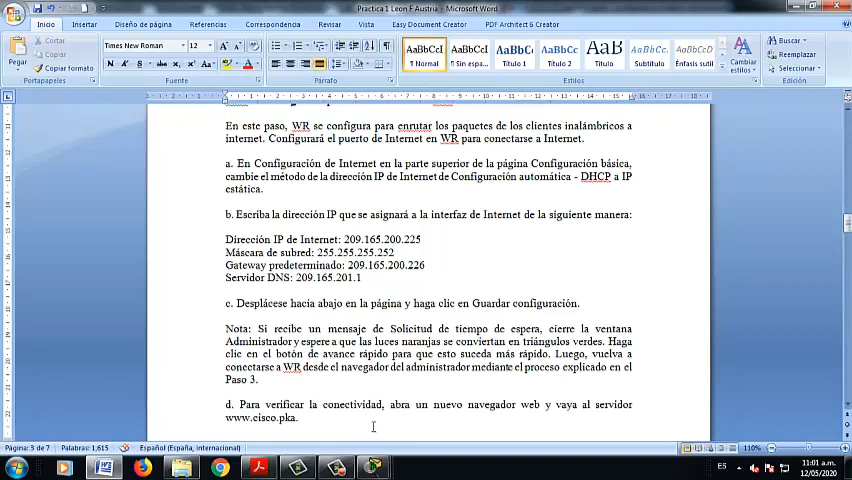 Practica 1 Leon F Austria - Microsoft Word
Inicio Insertar Diseño de página Referencias Correspondencia Revisar Vista Easy Document Creator PDF Architect 6 Creator
Cortar
Copiar
Copiar formato
Pegar
Portapapeles
Times New Roman 12
Fuente
Párrafo
AaBbCcI AaBbCcI AaBbC AaBbCc AaB AaBbCcI AaBbCcD
¶ Normal ¶ Sin espa... Título 1 Título 2 Título Subtítulo Énfasis sutil
Cambiar estilos
Estilos
Buscar
Reemplazar
Seleccionar
Edición
En este paso, WR se configura para enrutar los paquetes de los clientes inalámbricos a
internet. Configurará el puerto de Internet en WR para conectarse a Internet.
a. En Configuración de Internet en la parte superior de la página Configuración básica,
cambie el método de la dirección IP de Internet de Configuración automática - DHCP a IP
estática.
b. Escriba la dirección IP que se asignará a la interfaz de Internet de la siguiente manera:
Dirección IP de Internet: 209.165.200.225
Máscara de subred: 255.255.255.252
Gateway predeterminado: 209.165.200.226
Servidor DNS: 209.165.201.1
c. Desplácese hacia abajo en la página y haga clic en Guardar configuración.
Nota: Si recibe un mensaje de Solicitud de tiempo de espera, cierre la ventana
Administrador y espere a que las luces naranjas se conviertan en triángulos verdes. Haga
clic en el botón de avance rápido para que esto suceda más rápido. Luego, vuelva a
conectarse a WR desde el navegador del administrador mediante el proceso explicado en el
Paso 3.
d. Para verificar la conectividad, abra un nuevo navegador web y vaya al servidor
www.cisco.pka.
Página: 3 de 7 Palabras: 1,615 Español (España, internacional) 110%
ES 11:01 a.m.
12/05/2020